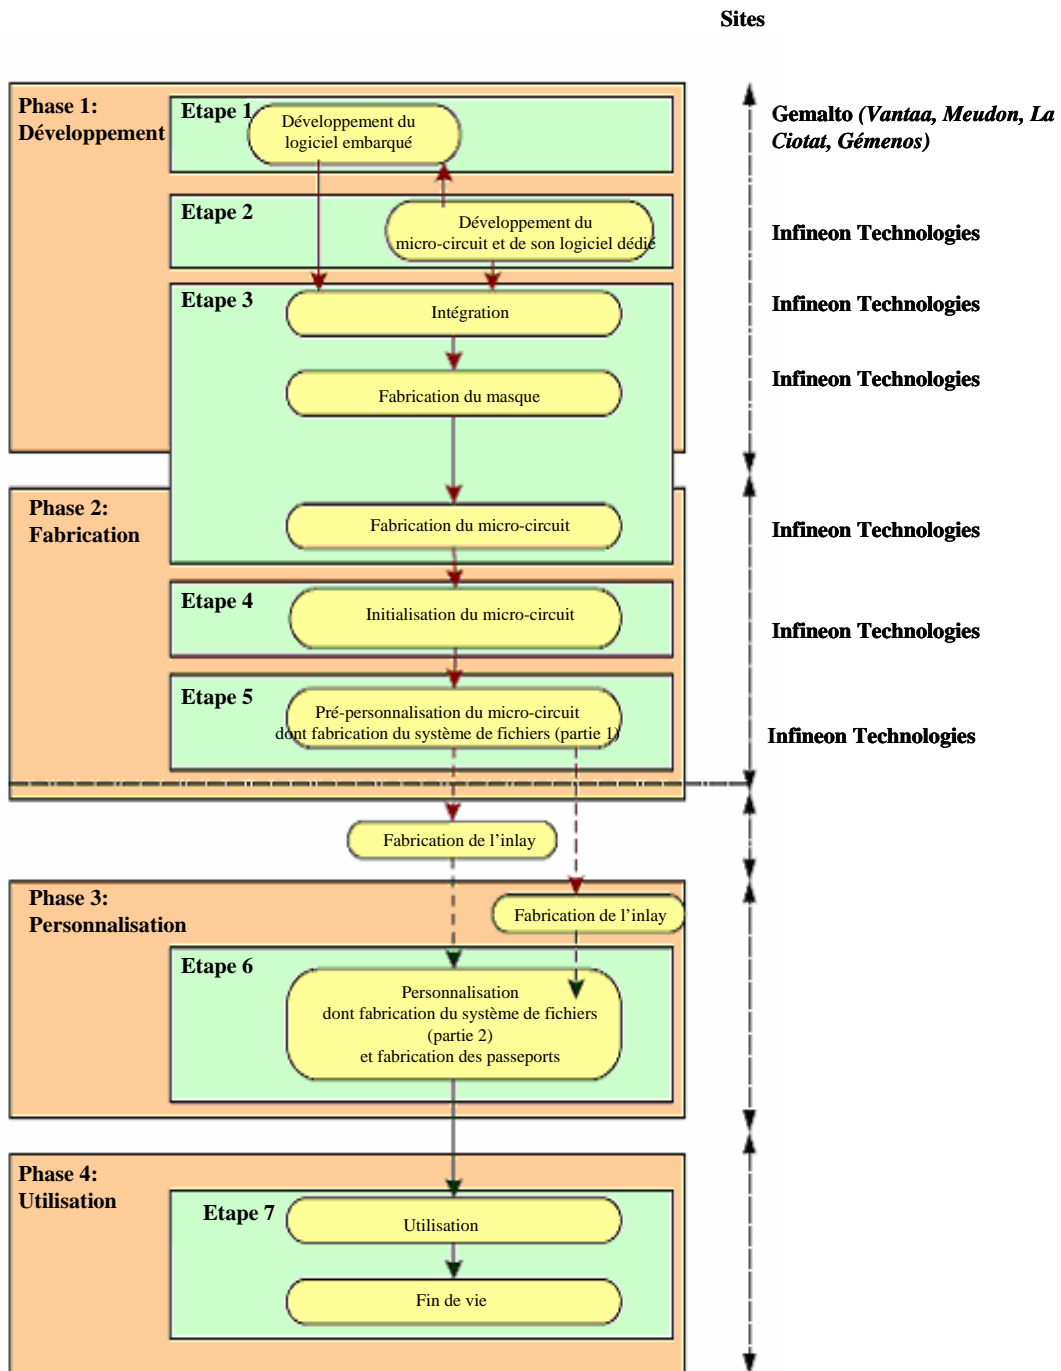 Sites
Phase 1:
Développement
Etape 1
Développement du
logiciel embarqué
Gemalto (Vantaa, Meudon, La
Ciotat, Gémenos)
Etape 2
Développement du
micro-circuit et de son logiciel dédié
Infineon Technologies
Etape 3
Intégration
Infineon Technologies
Fabrication du masque
Infineon Technologies
Phase 2:
Fabrication
Fabrication du micro-circuit
Infineon Technologies
Etape 4
Initialisation du micro-circuit
Infineon Technologies
Etape 5
Pré-personnalisation du micro-circuit
dont fabrication du système de fichiers (partie 1)
Infineon Technologies
Fabrication de l’inlay
Phase 3:
Personnalisation
Fabrication de l’inlay
Etape 6
Personnalisation
dont fabrication du système de fichiers
(partie 2)
et fabrication des passeports
Phase 4:
Utilisation
Etape 7
Utilisation
Fin de vie